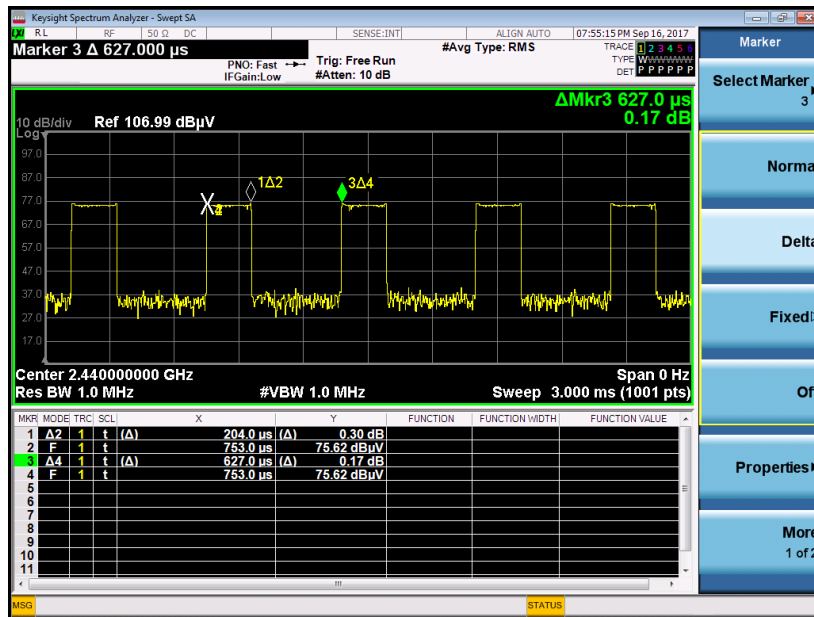 Keysight Spectrum Analyzer - Swept SA
LXI RL RF 50 Ω DC SENSE:INT ALIGN AUTO 07:55:15 PM Sep 16, 2017
Marker 3 Δ 627.000 µs
PNO: Fast
IFGain:Low
Trig: Free Run
#Atten: 10 dB
#Avg Type: RMS
TRACE 1 2 3 4 5 6
TYPE WWWWWW
DET P P P P P P
ΔMkr3 627.0 µs
0.17 dB
10 dB/div Ref 106.99 dBµV
Log
97.0
87.0
77.0
67.0
57.0
47.0
37.0
27.0
17.0
1Δ2
3Δ4
X
Center 2.440000000 GHz
Span 0 Hz
Res BW 1.0 MHz
#VBW 1.0 MHz
Sweep 3.000 ms (1001 pts)
MKR MODE TRC SCL X Y FUNCTION FUNCTION WIDTH FUNCTION VALUE
1 Δ2 1 t (Δ) 204.0 µs (Δ) 0.30 dB
2 F 1 t 753.0 µs 75.62 dBµV
3 Δ4 1 t (Δ) 627.0 µs (Δ) 0.17 dB
4 F 1 t 753.0 µs 75.62 dBµV
5
6
7
8
9
10
11
MSG
STATUS
Marker
Select Marker
3
Norma
Delta
Fixed
Of
Properties
More
1 of 2